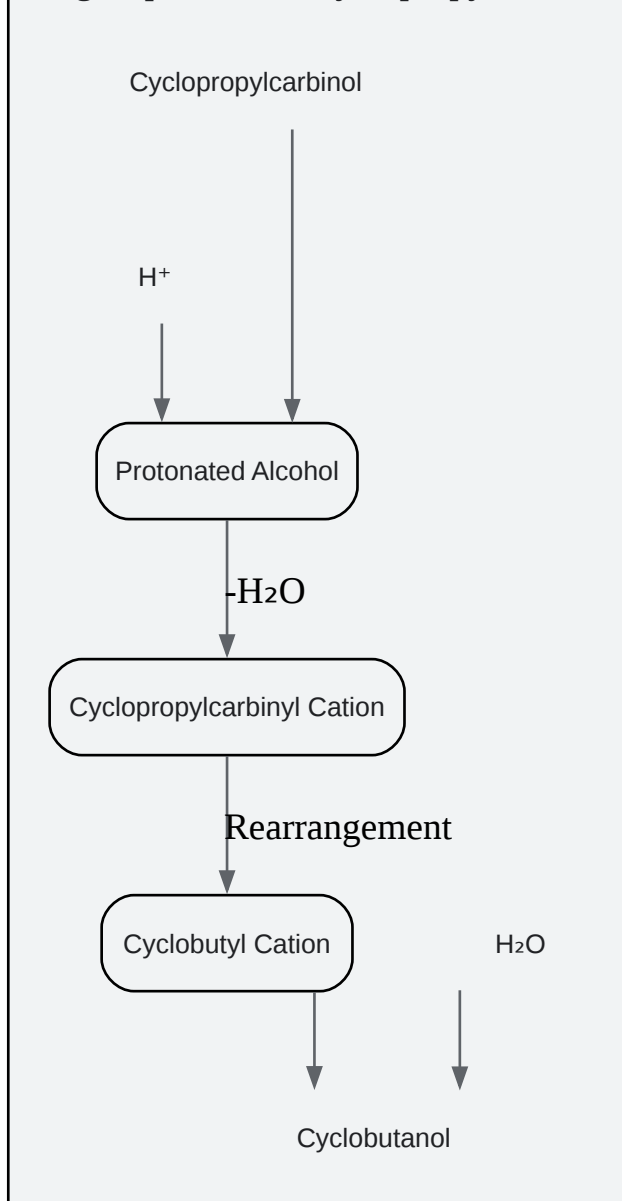 Cyclopropylcarbinol
H⁺
Protonated Alcohol
-H₂O
Cyclopropylcarbinyl Cation
Rearrangement
Cyclobutyl Cation
H₂O
Cyclobutanol